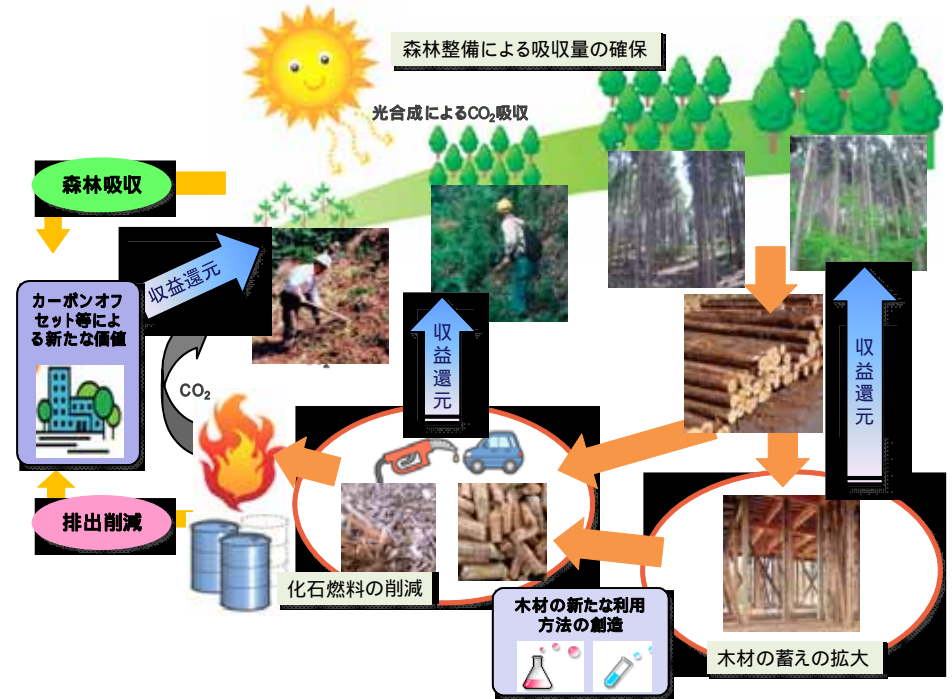 森林整備による吸収量の確保
光合成によるCO₂吸収
森林吸収
収益還元
カーボンオフ
セット等によ
る新たな価値
収益還元
収益還元
CO₂
排出削減
化石燃料の削減
木材の新たな利用
方法の創造
木材の蓄えの拡大